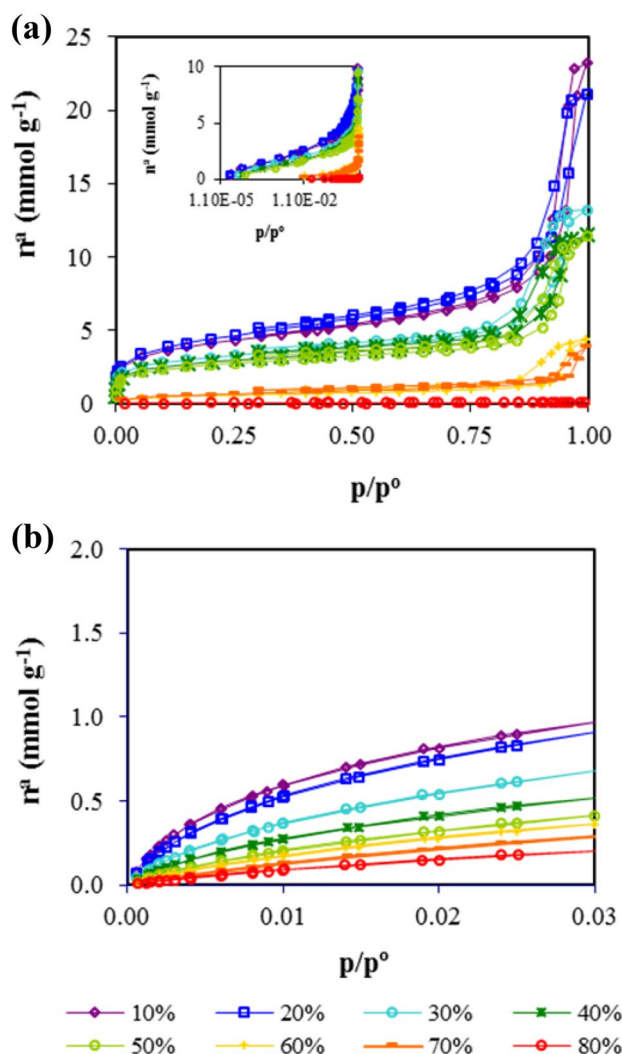 (a)
25
20
15
10
5
0
nᵃ (mmol g⁻¹)
0.00 0.25 0.50 0.75 1.00
p/pº
10
5
0
nᵃ (mmol g⁻¹)
1.10E-05 1.10E-02
p/pº
(b)
2.0
1.5
1.0
0.5
0.0
nᵃ (mmol g⁻¹)
0.00 0.01 0.02 0.03
p/pº
10% 20% 30% 40%
50% 60% 70% 80%